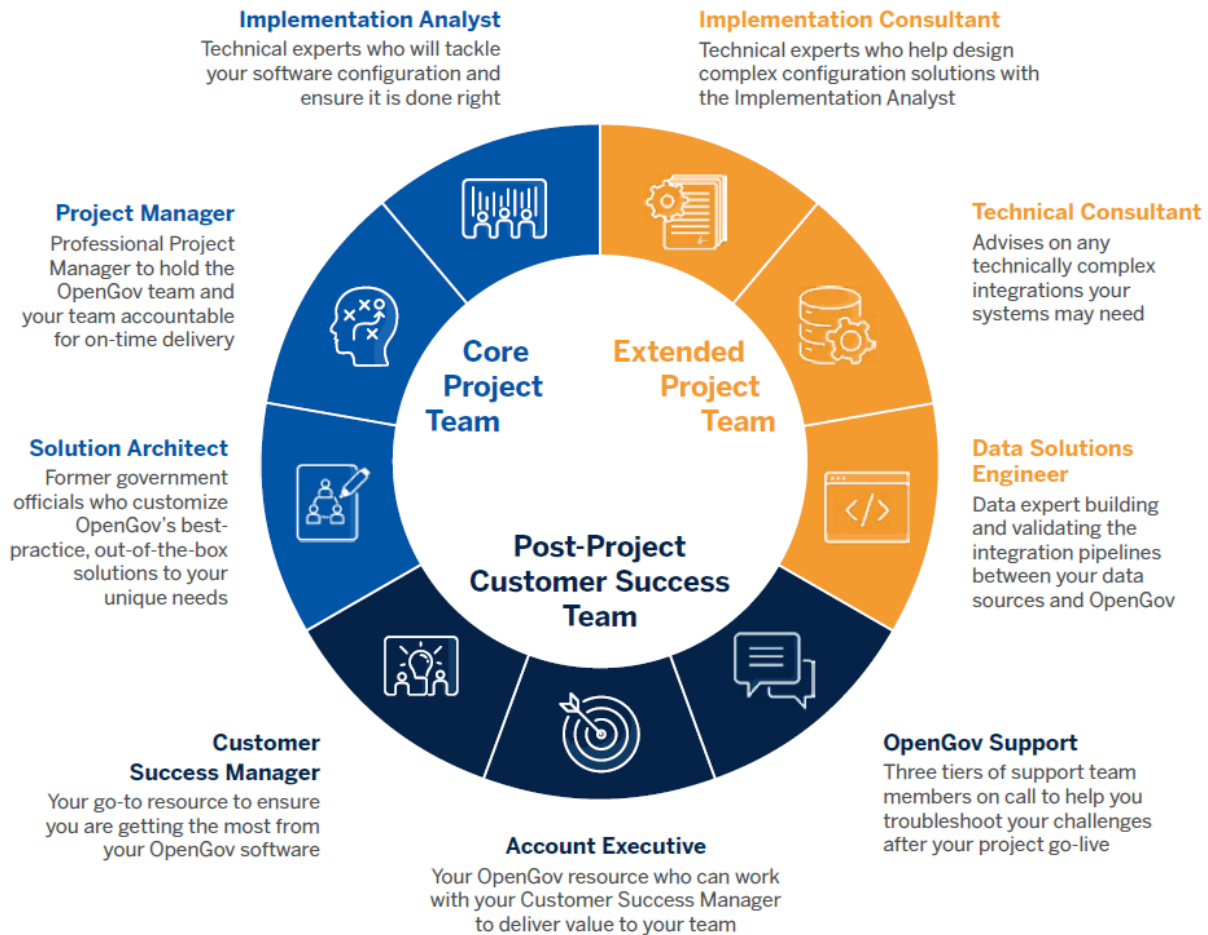 Implementation Analyst
Technical experts who will tackle
your software configuration and
ensure it is done right
Implementation Consultant
Technical experts who help design
complex configuration solutions with
the Implementation Analyst
Project Manager
Professional Project
Manager to hold the
OpenGov team and
your team accountable
for on-time delivery
Technical Consultant
Advises on any
technically complex
integrations your
systems may need
Core
Project
Team
Extended
Project
Team
Solution Architect
Former government
officials who customize
OpenGov's best-
practice, out-of-the-box
solutions to your
unique needs
Data Solutions
Engineer
Data expert building
and validating the
integration pipelines
between your data
sources and OpenGov
Post-Project
Customer Success
Team
Customer
Success Manager
Your go-to resource to ensure
you are getting the most from
your OpenGov software
OpenGov Support
Three tiers of support team
members on call to help you
troubleshoot your challenges
after your project go-live
Account Executive
Your OpenGov resource who can work
with your Customer Success Manager
to deliver value to your team